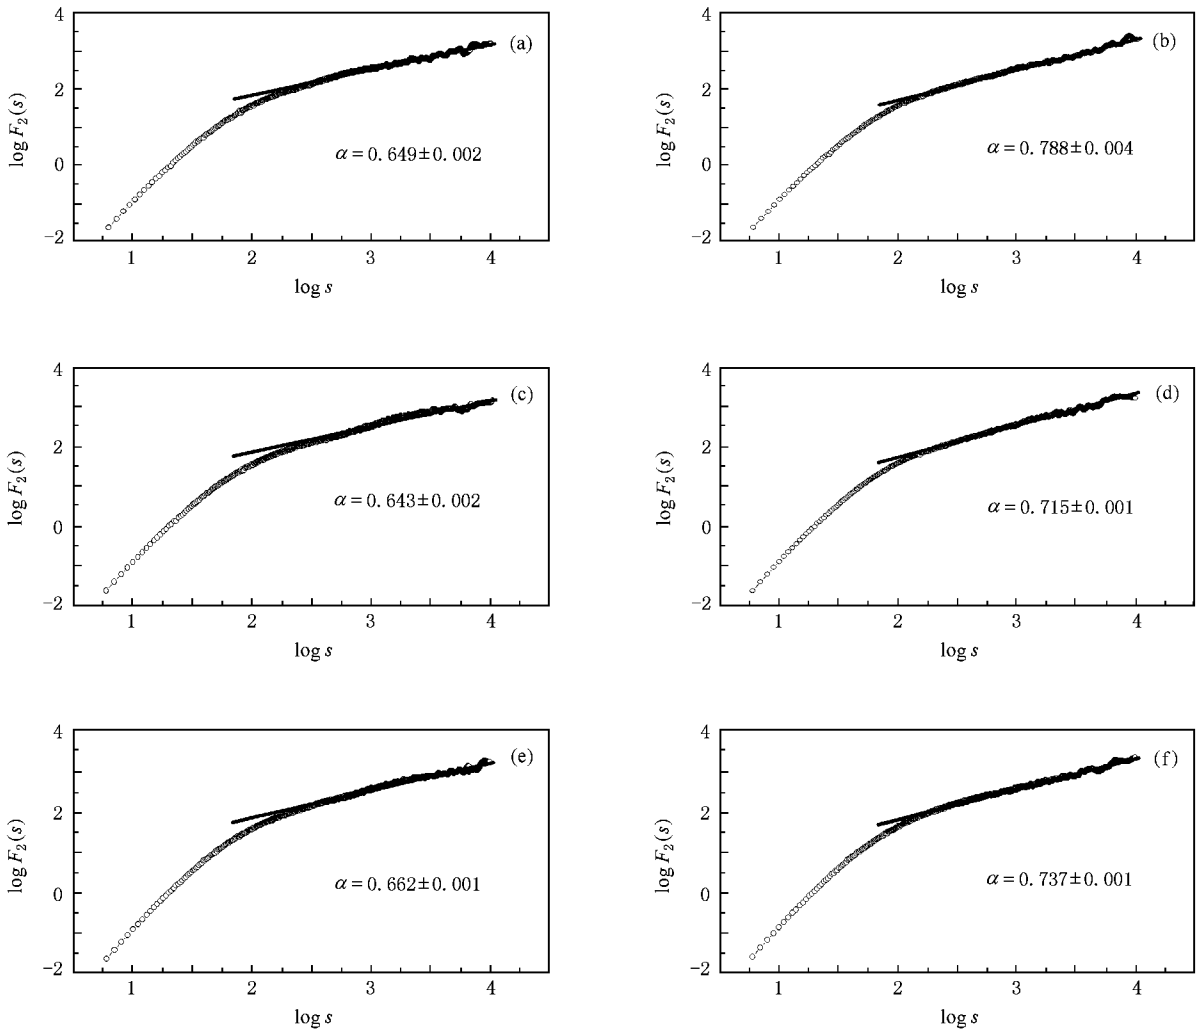 4
(a)
2
log F₂(s)
α=0.649±0.002
0
−2
1 2 3 4
log s
4
(b)
2
log F₂(s)
α=0.788±0.004
0
−2
1 2 3 4
log s
4
(c)
2
log F₂(s)
α=0.643±0.002
0
−2
1 2 3 4
log s
4
(d)
2
log F₂(s)
α=0.715±0.001
0
−2
1 2 3 4
log s
4
(e)
2
log F₂(s)
α=0.662±0.001
0
−2
1 2 3 4
log s
4
(f)
2
log F₂(s)
α=0.737±0.001
0
−2
1 2 3 4
log s